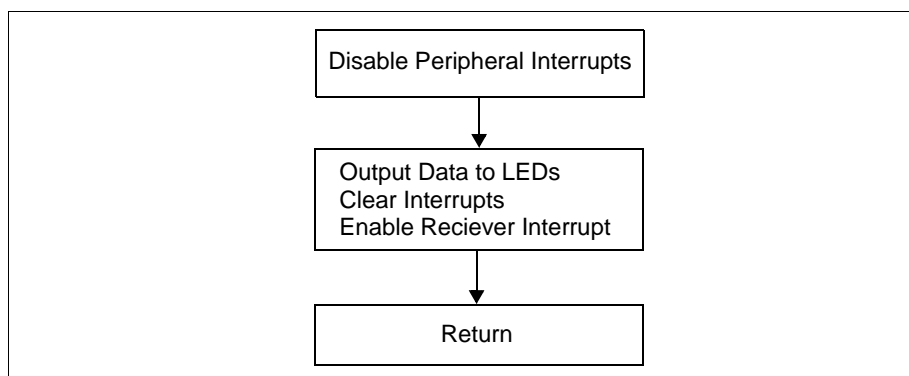 Disable Peripheral Interrupts
Output Data to LEDs
Clear Interrupts
Enable Reciever Interrupt
Return